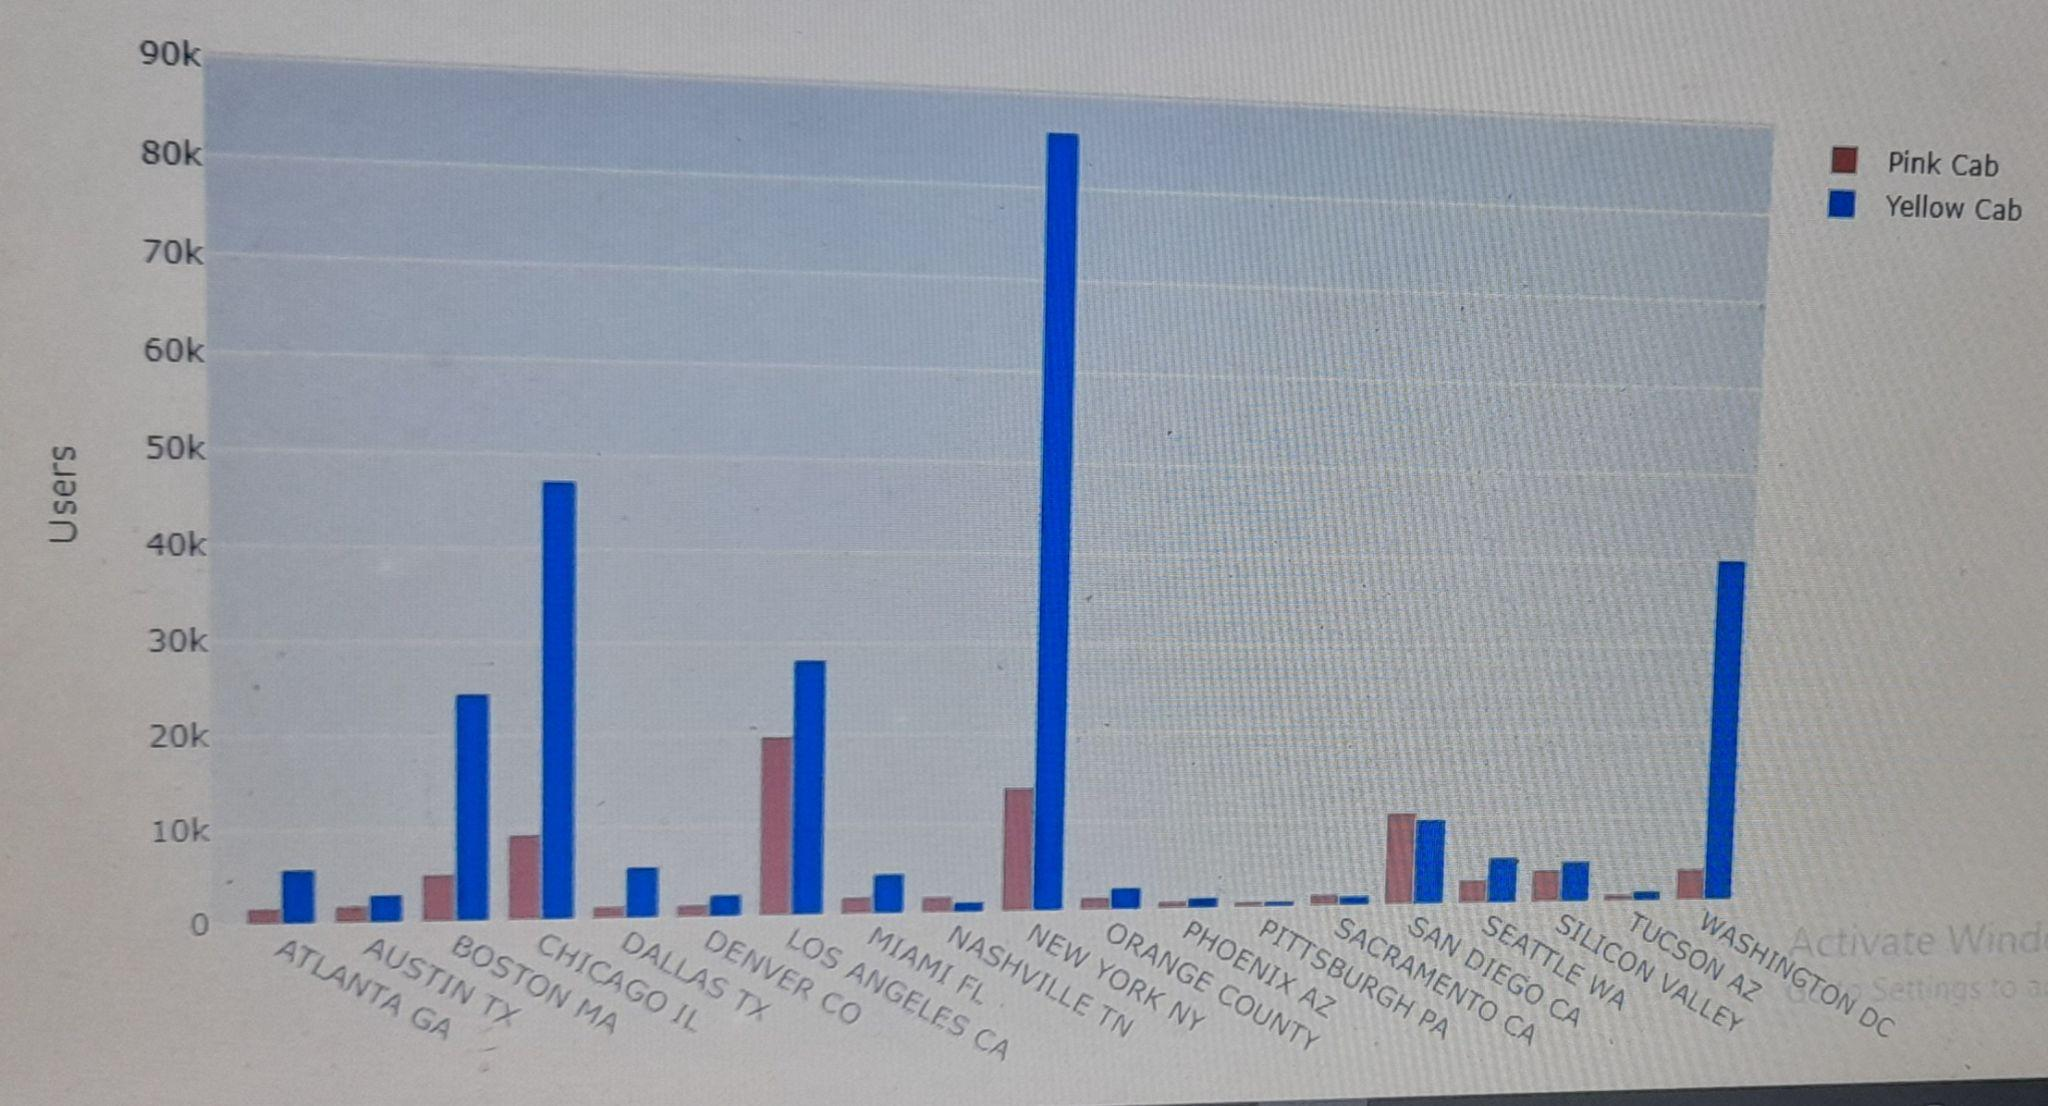 90k
80k
70k
60k
50k
40k
30k
20k
10k
0
Users
Pink Cab
Yellow Cab
ATLANTA GA
AUSTIN TX
BOSTON MA
CHICAGO IL
DALLAS TX
DENVER CO
LOS ANGELES CA
MIAMI FL
NASHVILLE TN
NEW YORK NY
ORANGE COUNTY
PHOENIX AZ
PITTSBURGH PA
SACRAMENTO CA
SAN DIEGO CA
SEATTLE WA
SILICON VALLEY
TUCSON AZ
WASHINGTON DC
Activate Wind
Settings to a